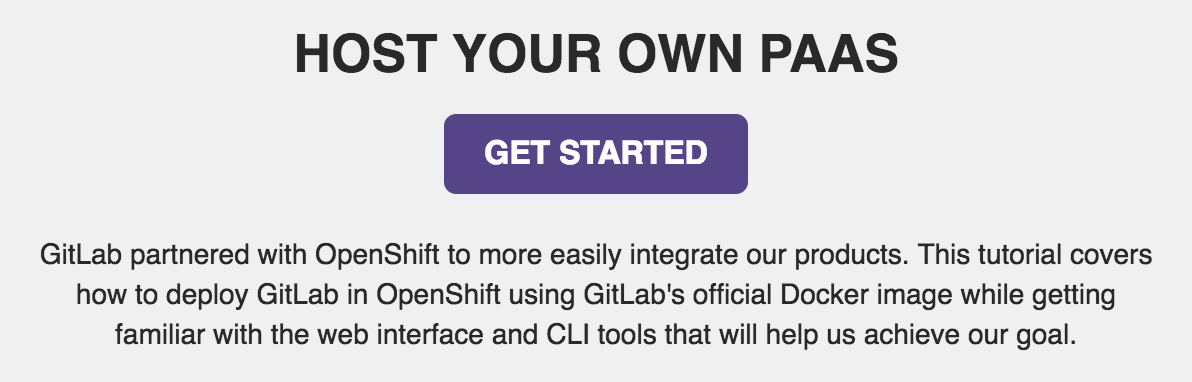 HOST YOUR OWN PAAS
GET STARTED
GitLab partnered with OpenShift to more easily integrate our products. This tutorial covers
how to deploy GitLab in OpenShift using GitLab's official Docker image while getting
familiar with the web interface and CLI tools that will help us achieve our goal.